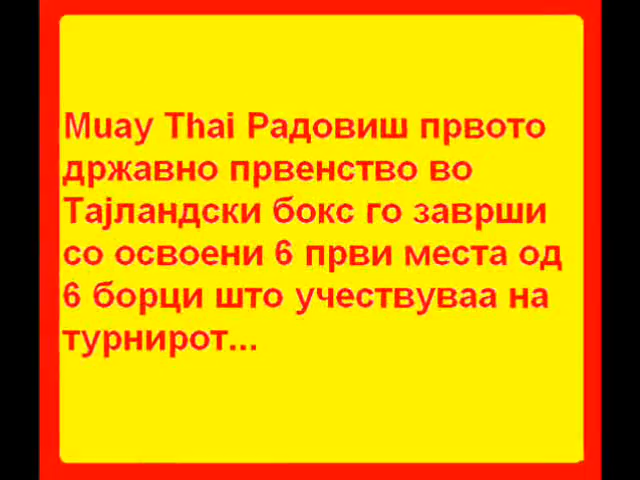 Muay Thai Радовиш првото
државно првенство во
Тајландски бокс го заврши
со освоени 6 први места од
6 борци што учествуваа на
турнирот...